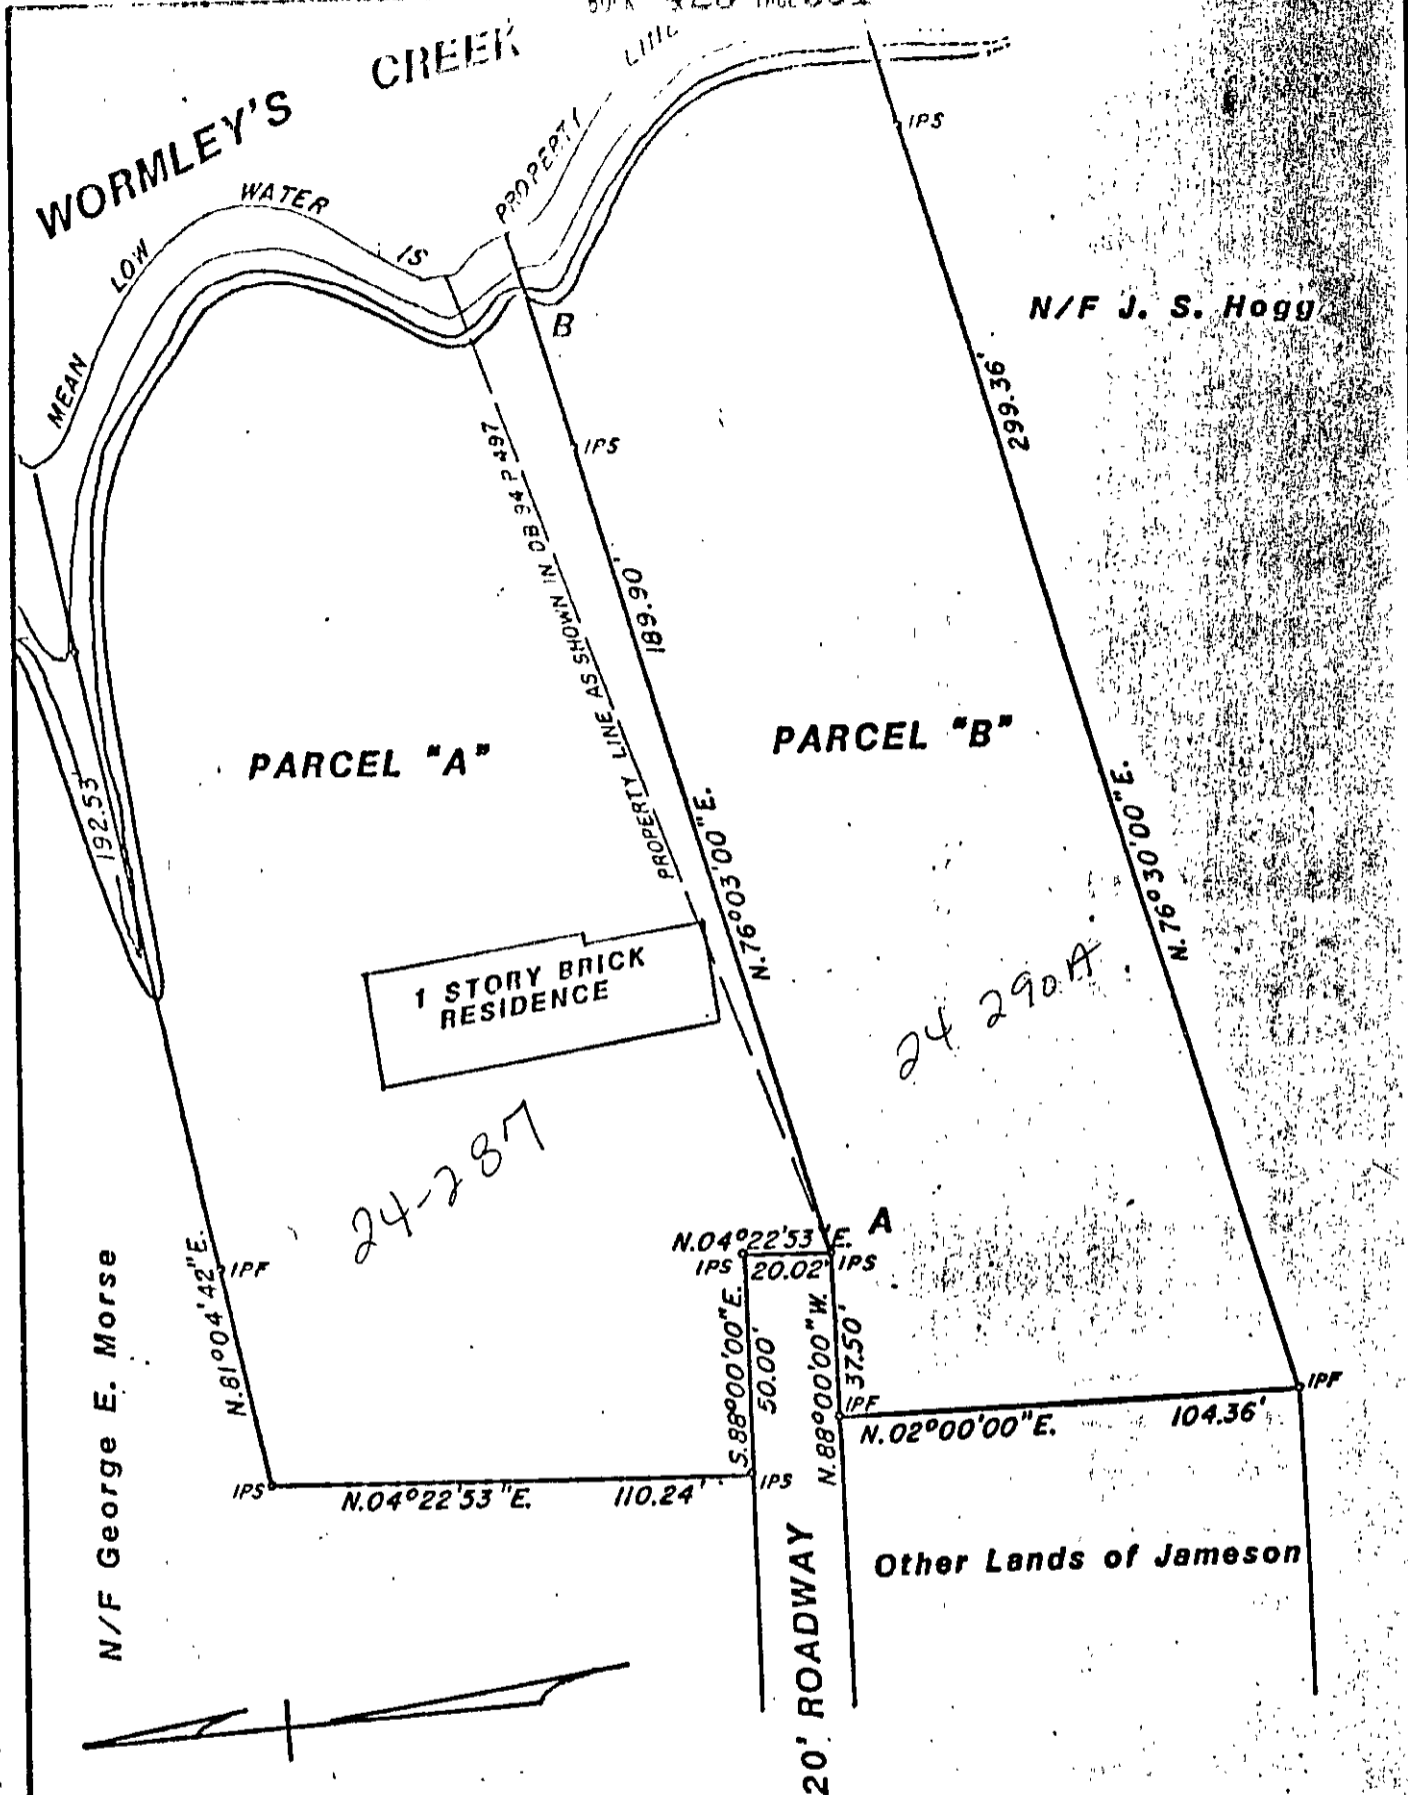 WORMLEY'S CREEK
MEAN LOW WATER IS PROPERTY LINE
IPS
B
N/F J. S. Hogg
IPS
299.36'
PROPERTY LINE AS SHOWN IN DB 94 P 497
189.90'
PARCEL "A"
PARCEL "B"
192.53'
N.76°03'00"E.
N.76°30'00"E.
1 STORY BRICK
RESIDENCE
24 290A
24-287
A
N.04°22'53"E.
IPS 20.02' IPS
N.81°04'42"E.
IPF
S.88°00'00"E.
50.00'
N.88°00'00"W.
37.50'
IPF
IPF
N.02°00'00"E. 104.36'
IPS
N.04°22'53"E. 110.24'
IPS
N/F George E. Morse
20' ROADWAY
Other Lands of Jameson